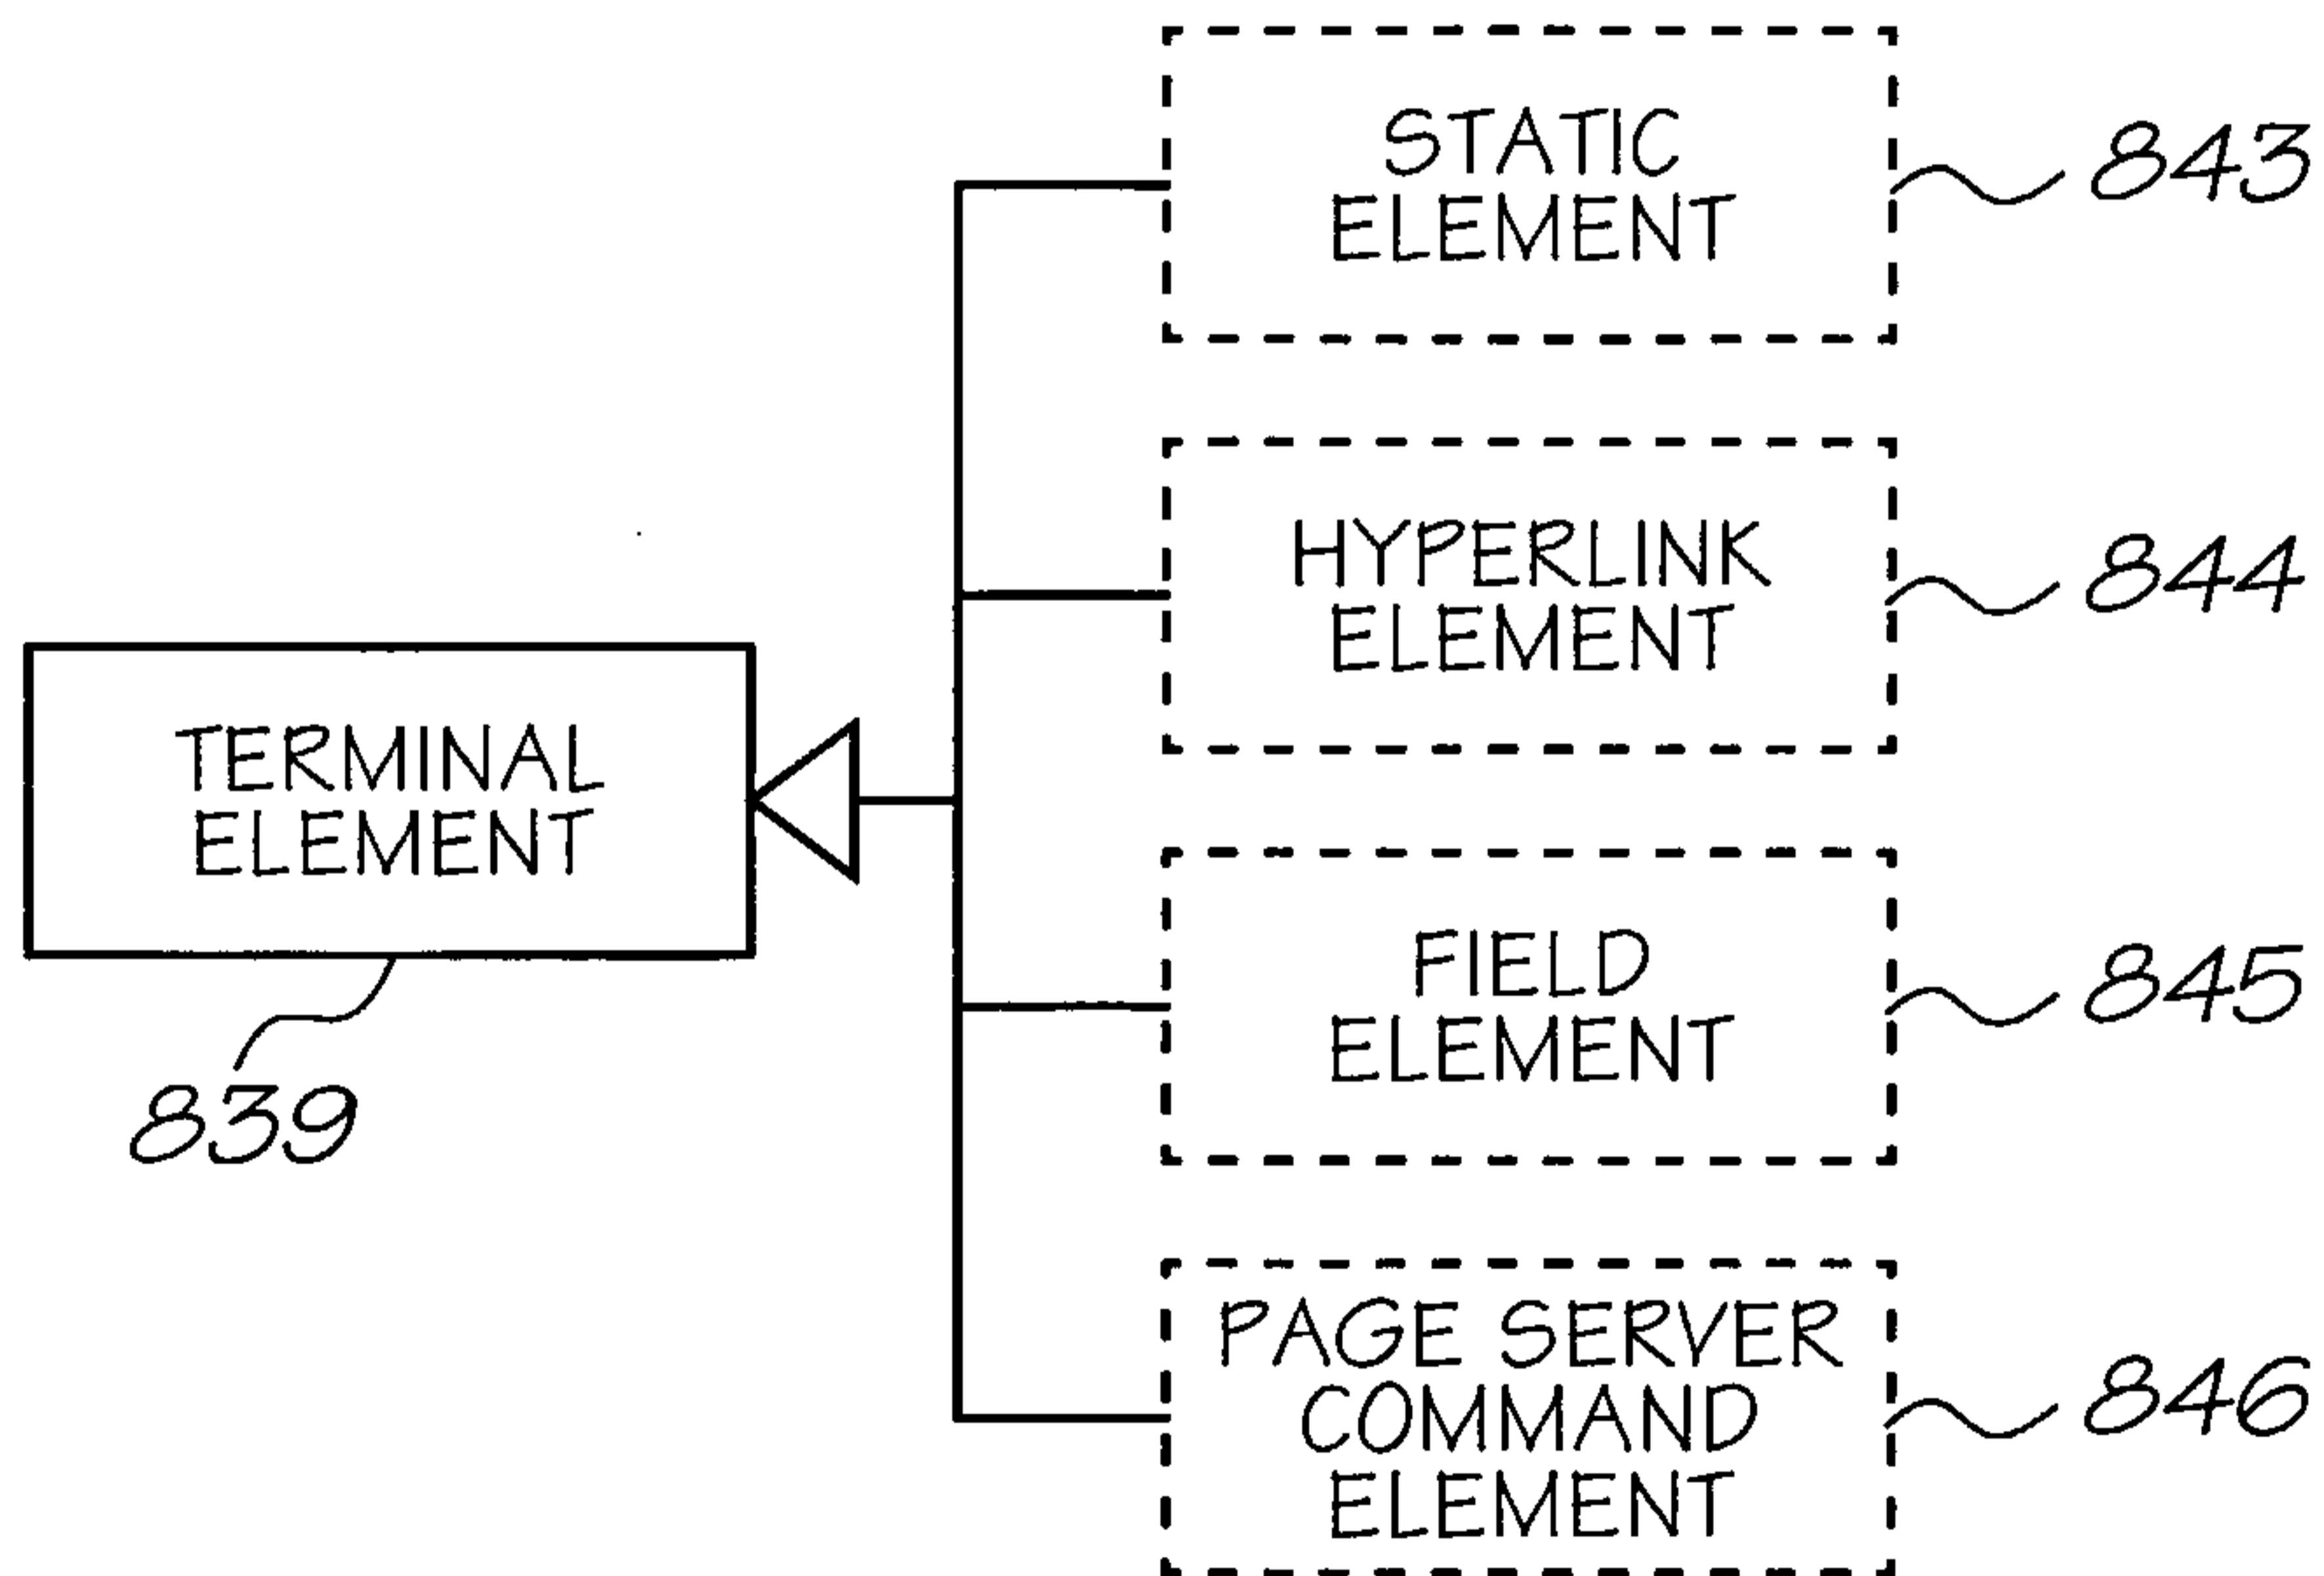 STATIC
ELEMENT
843
HYPERLINK
ELEMENT
844
TERMINAL
ELEMENT
839
FIELD
ELEMENT
845
PAGE SERVER
COMMAND
ELEMENT
846